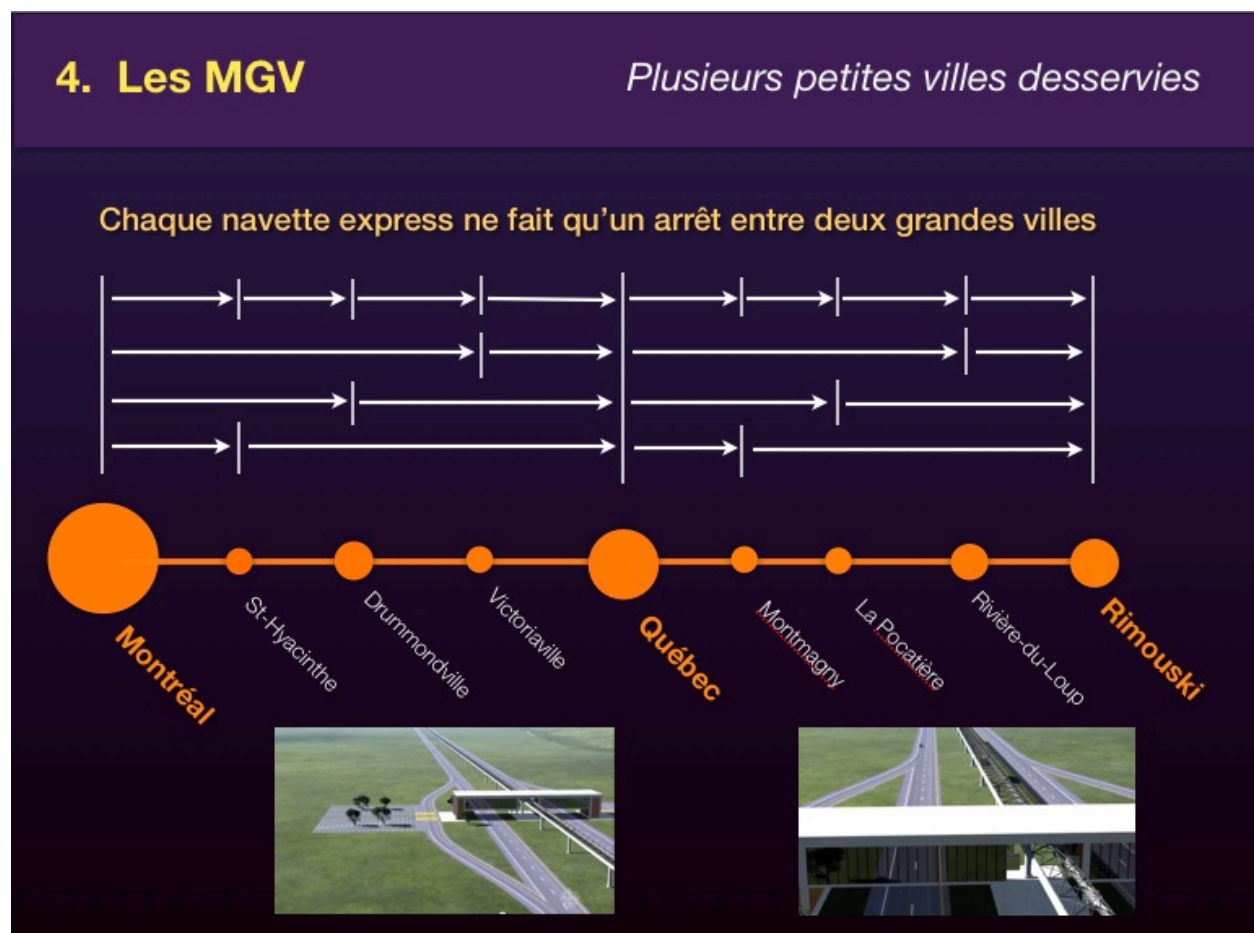 4. Les MGV
Plusieurs petites villes desservies
Chaque navette express ne fait qu'un arrêt entre deux grandes villes
Montréal
St-Hyacinthe
Drummondville
Victoriaville
Québec
Montmagny
La Pocatière
Rivière-du-Loup
Rimouski